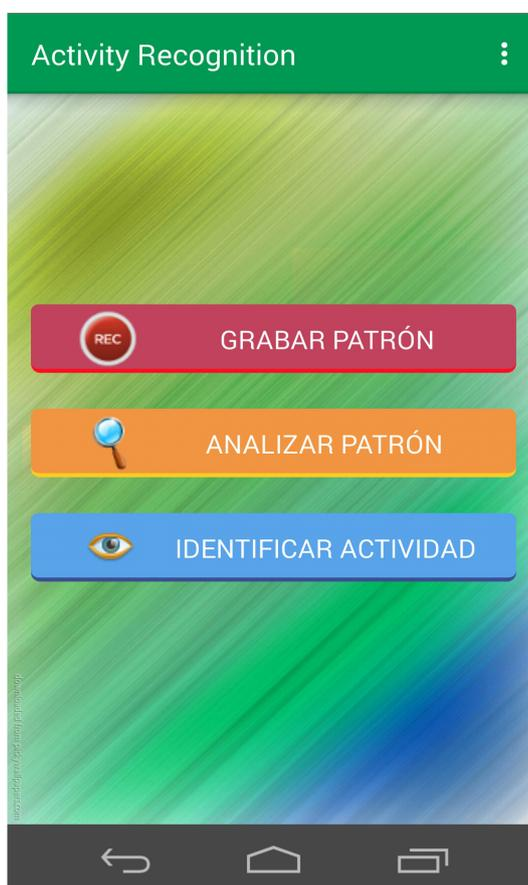 Activity Recognition
REC
GRABAR PATRÓN
ANALIZAR PATRÓN
IDENTIFICAR ACTIVIDAD